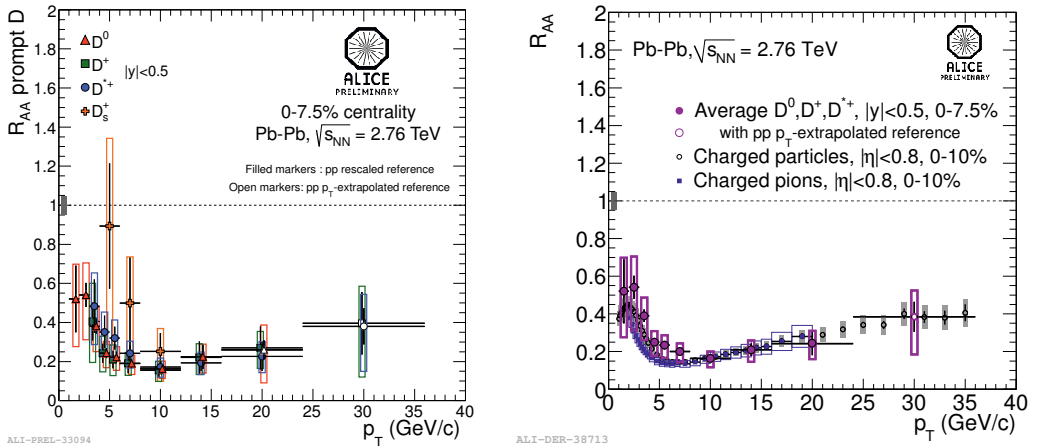 R_AA prompt D
2
1.8
1.6
1.4
1.2
1
0.8
0.6
0.4
0.2
0
D⁰
D⁺
D*⁺
D_s⁺
|y|<0.5
ALICE
PRELIMINARY
0-7.5% centrality
Pb-Pb, √s_NN = 2.76 TeV
Filled markers : pp rescaled reference
Open markers: pp p_T-extrapolated reference
0 5 10 15 20 25 30 35 40
p_T (GeV/c)
ALI-PREL-33094
R_AA
2
1.8
1.6
1.4
1.2
1
0.8
0.6
0.4
0.2
0
Pb-Pb, √s_NN = 2.76 TeV
ALICE
PRELIMINARY
Average D⁰,D⁺,D*⁺, |y|<0.5, 0-7.5%
with pp p_T-extrapolated reference
Charged particles, |η|<0.8, 0-10%
Charged pions, |η|<0.8, 0-10%
0 5 10 15 20 25 30 35 40
p_T (GeV/c)
ALI-DER-38713